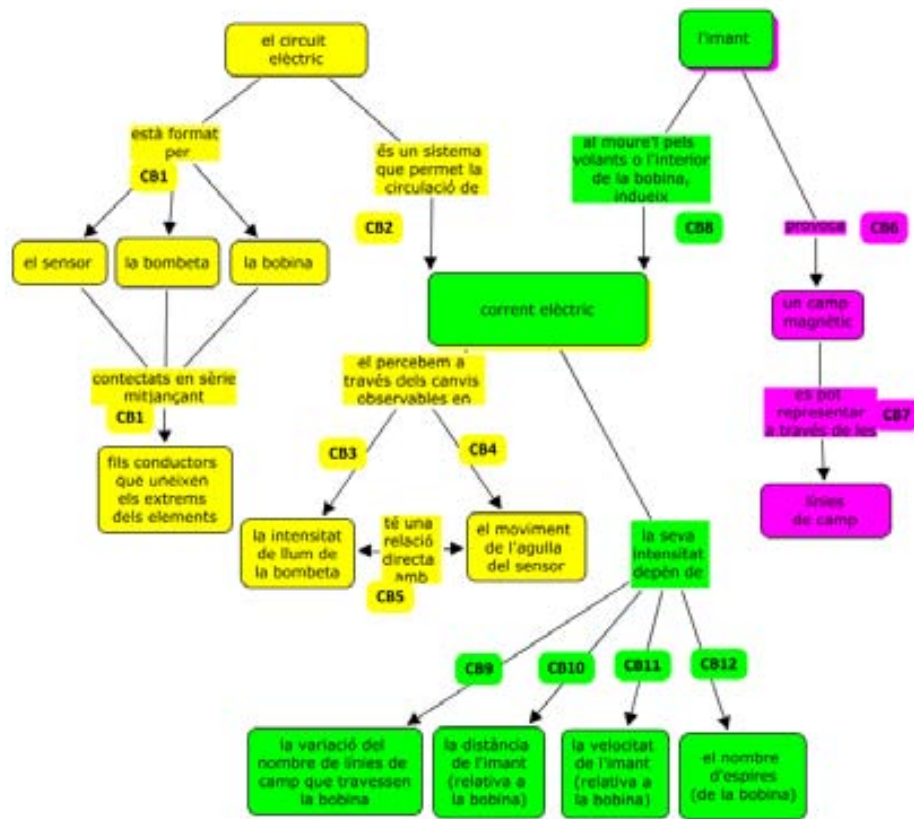 el circuit
elèctric
l'imant
està format
per
CB1
és un sistema
que permet la
circulació de
CB2
al moure'l pels
volants o l'interior
de la bobina,
indueix
CB8
provosa
CB6
el sensor
la bombeta
la bobina
corrent elèctric
un camp
magnètic
contectats en sèrie
mitjançant
CB1
el percebem a
través dels canvis
observables en
es pot
representar
a través de les
CB7
CB3
CB4
fils conductors
que uneixen
els extrems
dels elements
línies
de camp
la intensitat
de llum de
la bombeta
té una
relació
directa
amb
CB5
el moviment
de l'agulla
del sensor
la seva
intensitat
depèn de
CB9
CB10
CB11
CB12
la variació del
nombre de línies de
camp que travessen
la bobina
la distància
de l'imant
(relativa a
la bobina)
la velocitat
de l'imant
(relativa a
la bobina)
el nombre
d'espires
(de la bobina)